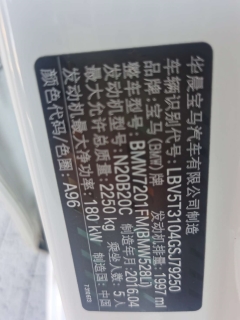 华晨宝马汽车有限公司制造
车辆识别代号: LBV5T3104GSJ79250
品牌: 宝马(BMW)牌 制造国: 中国
型号: BMW7201FM(BMW528Li)
发动机型号: N20B20C 发动机排量: 1997 ml
最大允许总质量: 2250 kg 制造年月: 2016.04
发动机最大净功率: 180 kW 乘坐人数: 5人
颜色代码/色圈: A96